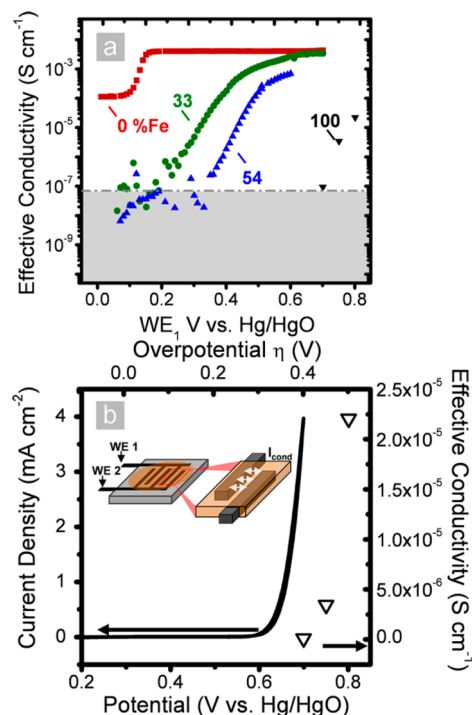 a
Effective Conductivity (S cm⁻¹)
10⁻³
10⁻⁵
10⁻⁷
10⁻⁹
0 %Fe
33
54
100
0.0 0.2 0.4 0.6 0.8
WE₁ V vs. Hg/HgO
Overpotential η (V)
0.0 0.1 0.2 0.3 0.4
b
Current Density (mA cm⁻²)
4
3
2
1
0
WE 1
WE 2
I_cond
Effective Conductivity (S cm⁻¹)
2.5x10⁻⁵
2.0x10⁻⁵
1.5x10⁻⁵
1.0x10⁻⁵
5.0x10⁻⁶
0.0
0.2 0.4 0.6 0.8
Potential (V vs. Hg/HgO)